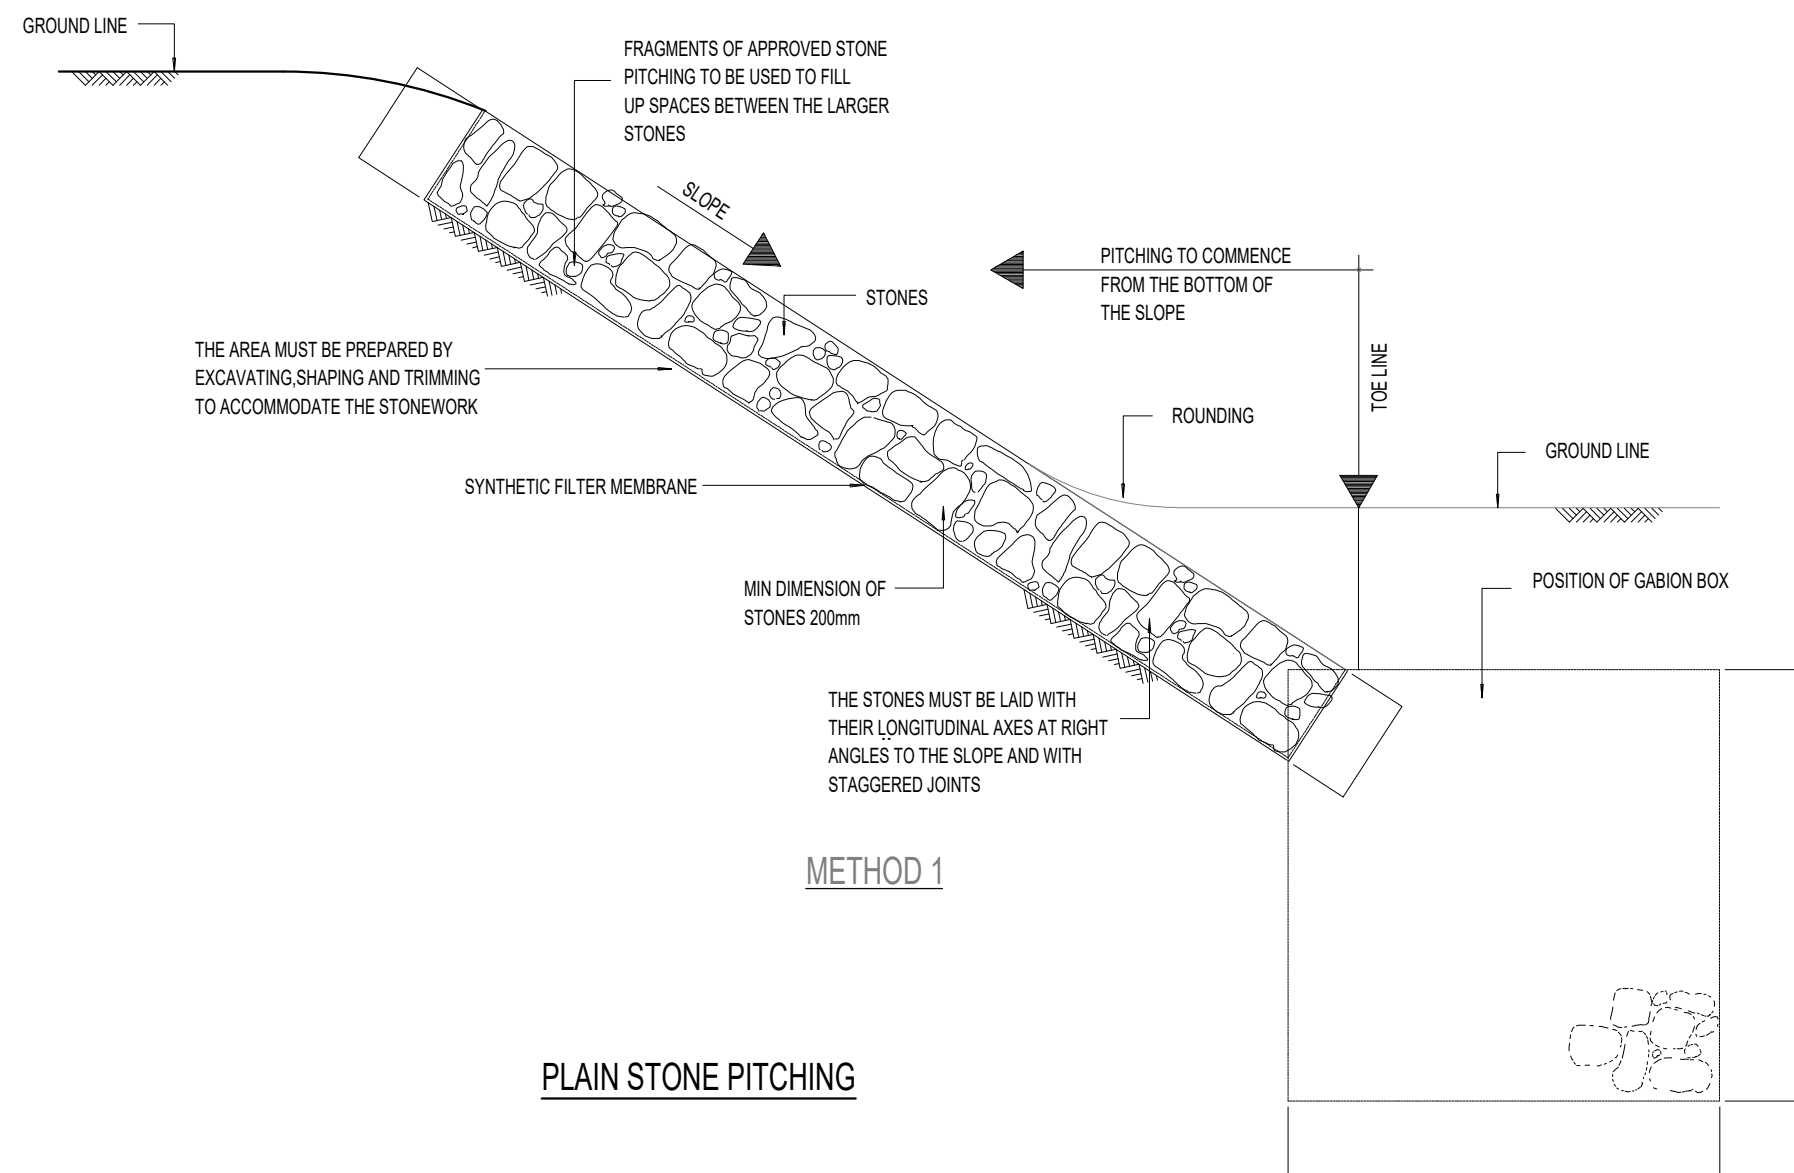 GROUND LINE
FRAGMENTS OF APPROVED STONE
PITCHING TO BE USED TO FILL
UP SPACES BETWEEN THE LARGER
STONES
SLOPE
PITCHING TO COMMENCE
FROM THE BOTTOM OF
THE SLOPE
STONES
THE AREA MUST BE PREPARED BY
EXCAVATING,SHAPING AND TRIMMING
TO ACCOMMODATE THE STONEWORK
TOE LINE
ROUNDING
GROUND LINE
SYNTHETIC FILTER MEMBRANE
MIN DIMENSION OF
STONES 200mm
POSITION OF GABION BOX
THE STONES MUST BE LAID WITH
THEIR LONGITUDINAL AXES AT RIGHT
ANGLES TO THE SLOPE AND WITH
STAGGERED JOINTS
METHOD 1
PLAIN STONE PITCHING